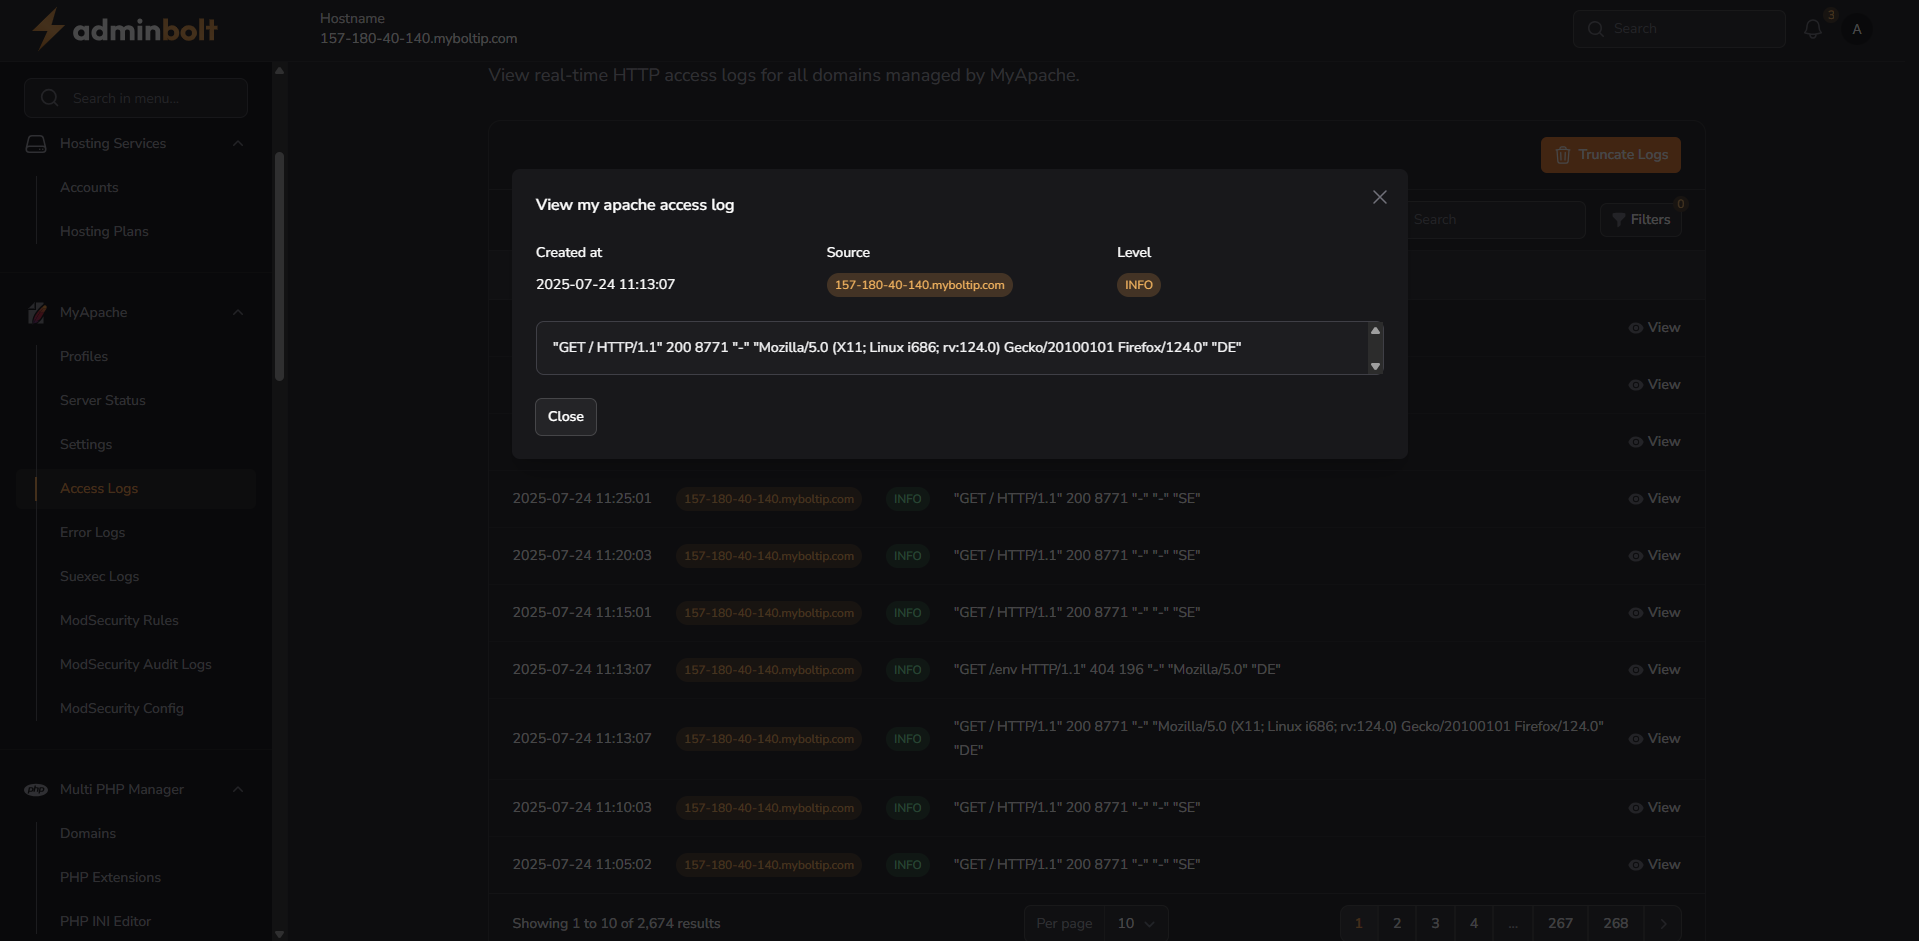 adminbolt
Hostname
157-180-40-140.myboltip.com
Search
3
A
Search in menu...
Hosting Services
Accounts
Hosting Plans
MyApache
Profiles
Server Status
Settings
Access Logs
Error Logs
Suexec Logs
ModSecurity Rules
ModSecurity Audit Logs
ModSecurity Config
php
Multi PHP Manager
Domains
PHP Extensions
PHP INI Editor
View real-time HTTP access logs for all domains managed by MyApache.
Truncate Logs
Search
Filters
0
View my apache access log
Created at
Source
Level
2025-07-24 11:13:07
157-180-40-140.myboltip.com
INFO
"GET / HTTP/1.1" 200 8771 "-" "Mozilla/5.0 (X11; Linux i686; rv:124.0) Gecko/20100101 Firefox/124.0" "DE"
Close
View
View
View
2025-07-24 11:25:01 157-180-40-140.myboltip.com INFO "GET / HTTP/1.1" 200 8771 "-" "-" "SE" View
2025-07-24 11:20:03 157-180-40-140.myboltip.com INFO "GET / HTTP/1.1" 200 8771 "-" "-" "SE" View
2025-07-24 11:15:01 157-180-40-140.myboltip.com INFO "GET / HTTP/1.1" 200 8771 "-" "-" "SE" View
2025-07-24 11:13:07 157-180-40-140.myboltip.com INFO "GET /.env HTTP/1.1" 404 196 "-" "Mozilla/5.0" "DE" View
2025-07-24 11:13:07 157-180-40-140.myboltip.com INFO "GET / HTTP/1.1" 200 8771 "-" "Mozilla/5.0 (X11; Linux i686; rv:124.0) Gecko/20100101 Firefox/124.0" View
"DE"
2025-07-24 11:10:03 157-180-40-140.myboltip.com INFO "GET / HTTP/1.1" 200 8771 "-" "-" "SE" View
2025-07-24 11:05:02 157-180-40-140.myboltip.com INFO "GET / HTTP/1.1" 200 8771 "-" "-" "SE" View
Showing 1 to 10 of 2,674 results
Per page 10
1 2 3 4 ... 267 268